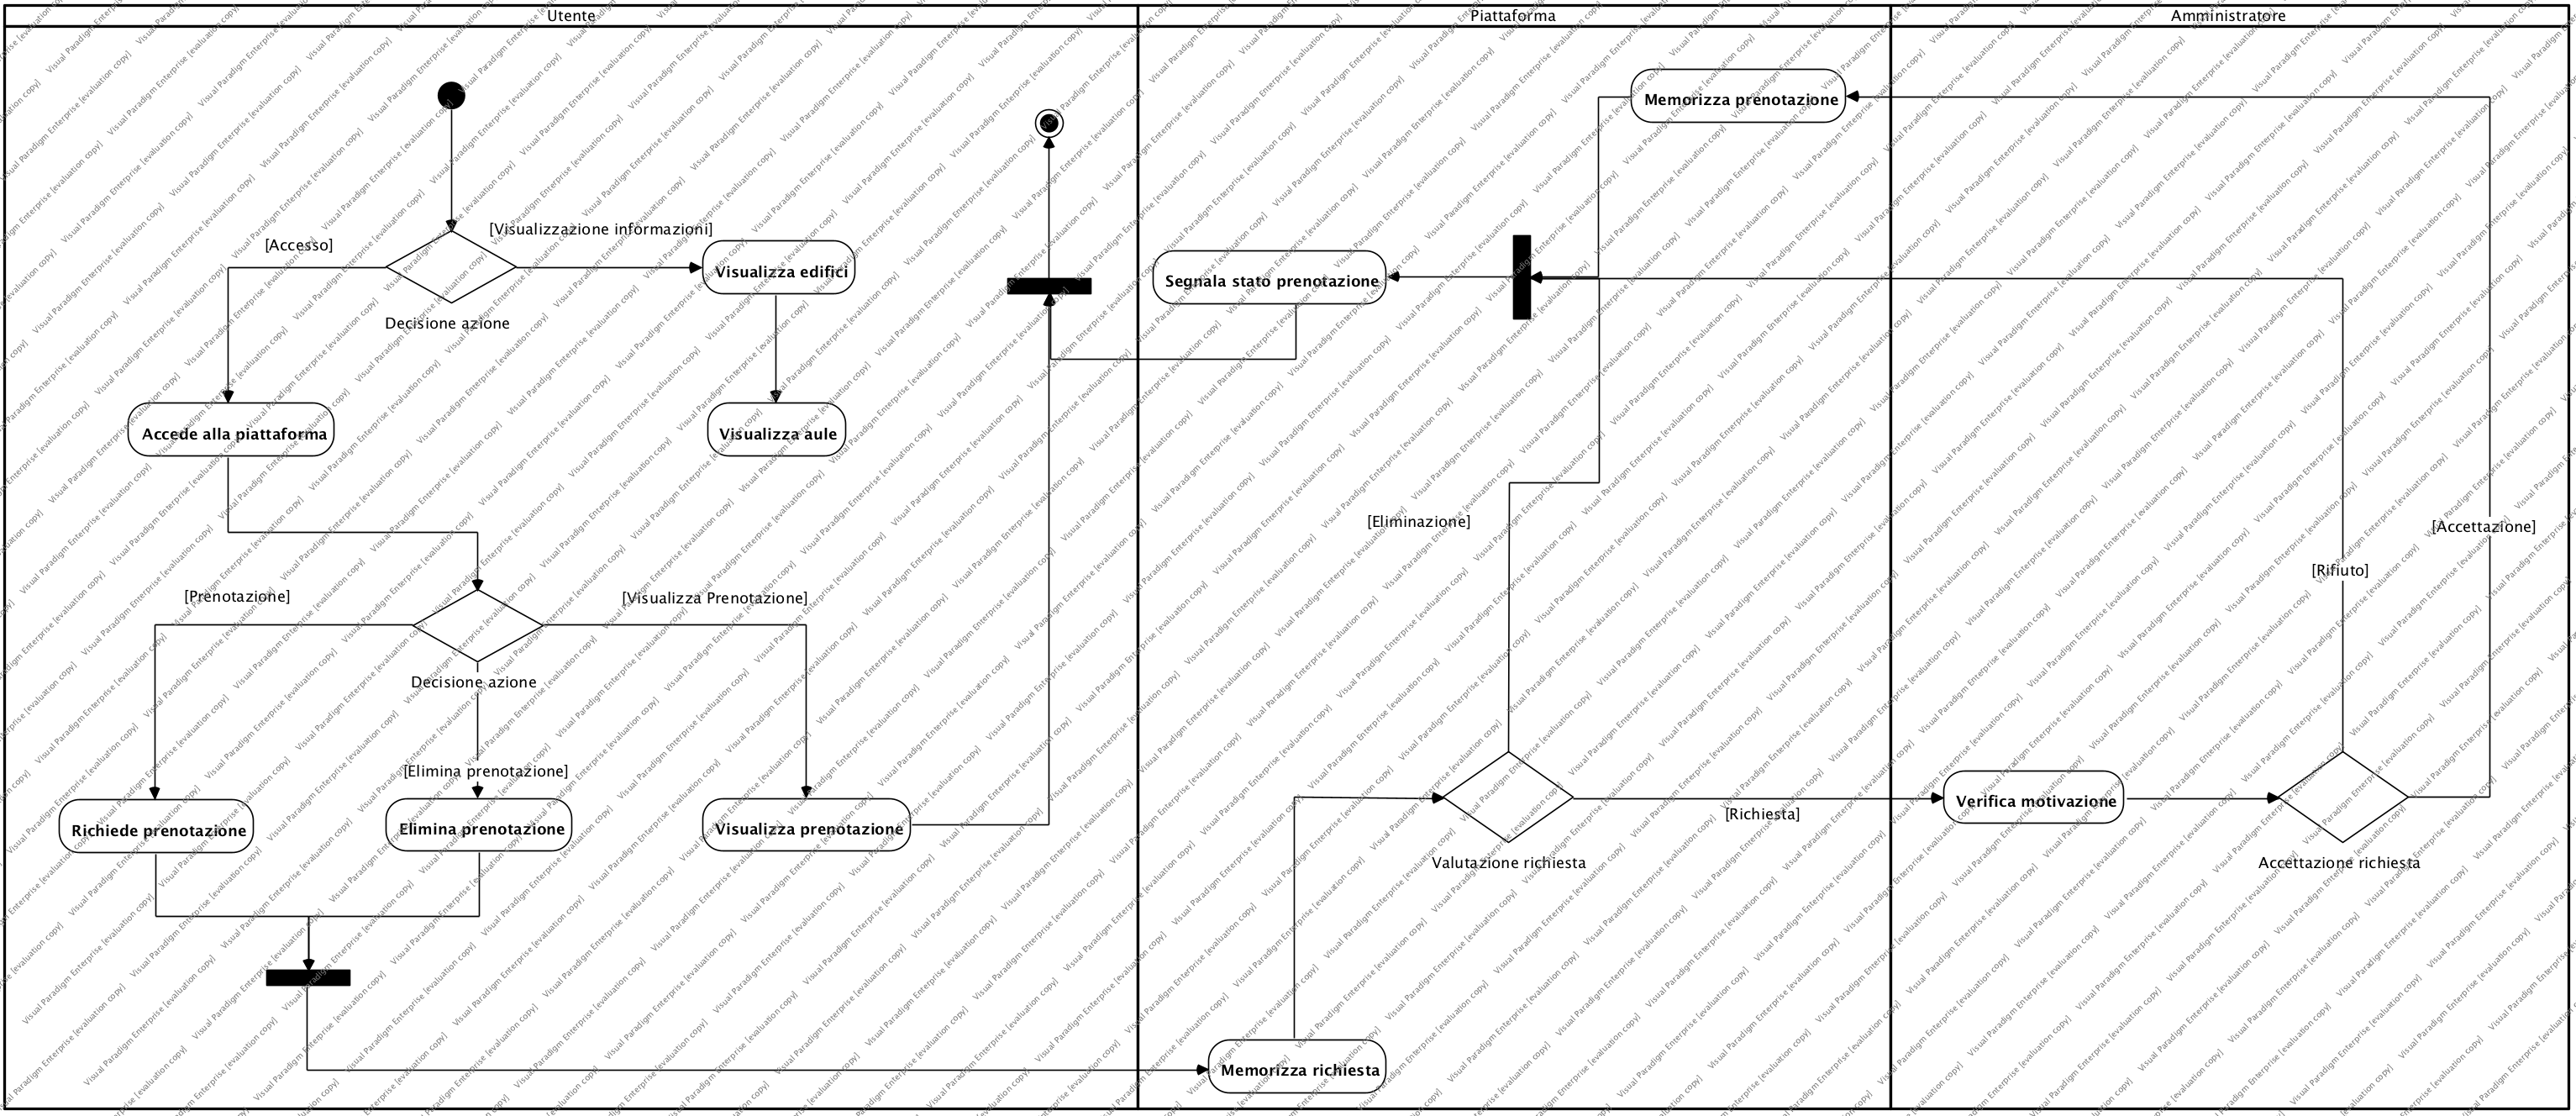 Utente
Piattaforma
Amministratore
Memorizza prenotazione
[Visualizzazione informazioni]
[Accesso]
Visualizza edifici
Segnala stato prenotazione
Decisione azione
Accede alla piattaforma
Visualizza aule
[Eliminazione]
[Accettazione]
[Rifiuto]
[Prenotazione]
[Visualizza Prenotazione]
Decisione azione
[Elimina prenotazione]
Richiede prenotazione
Elimina prenotazione
Visualizza prenotazione
Verifica motivazione
[Richiesta]
Valutazione richiesta
Accettazione richiesta
Memorizza richiesta
Visual Paradigm Enterprise [evaluation copy]